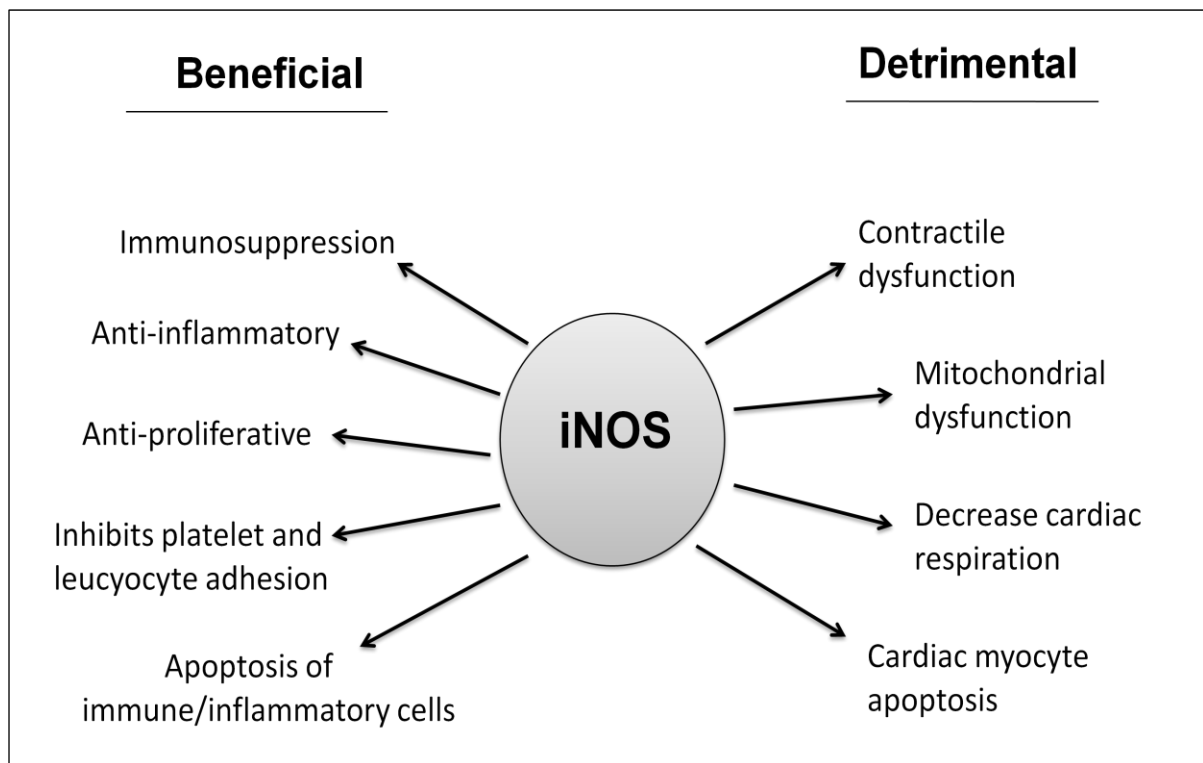 Beneficial
Detrimental
Immunosuppression
Anti-inflammatory
Anti-proliferative
Inhibits platelet and
leucyocyte adhesion
Apoptosis of
immune/inflammatory cells
iNOS
Contractile
dysfunction
Mitochondrial
dysfunction
Decrease cardiac
respiration
Cardiac myocyte
apoptosis